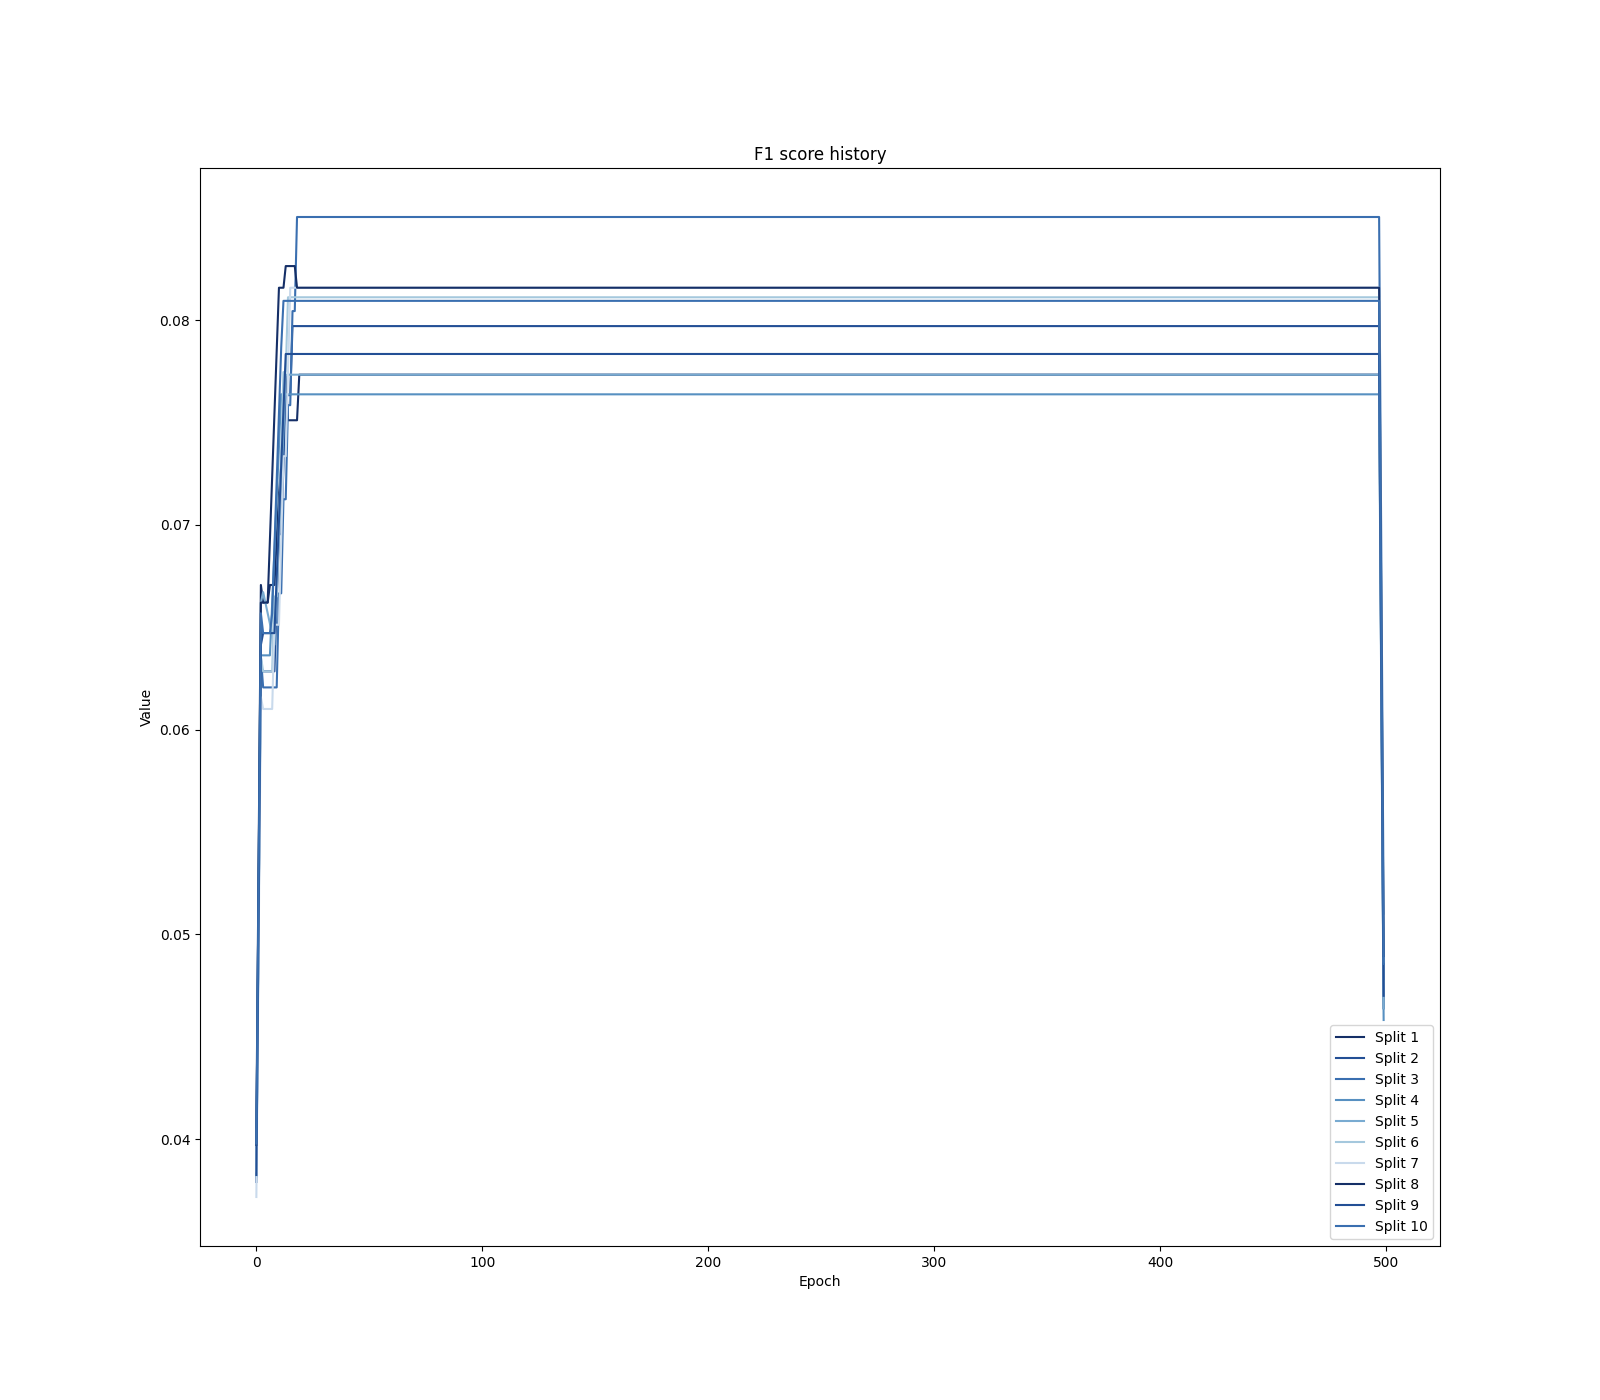 F1 score history
Value
0.08
0.07
0.06
0.05
0.04
0
100
200
300
400
500
Epoch
Split 1
Split 2
Split 3
Split 4
Split 5
Split 6
Split 7
Split 8
Split 9
Split 10